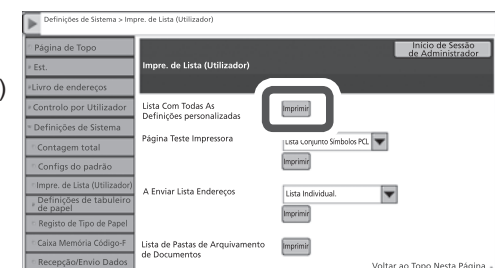 Definições de Sistema > Impre. de Lista (Utilizador)
Página de Topo
Início de Sessão
de Administrador
Est.
Impre. de Lista (Utilizador)
Livro de endereços
)
Controlo por Utilizador
Lista Com Todas As
Definições personalizadas
Imprimir
Definições de Sistema
Contagem total
Página Teste Impressora
Lista Conjunto Símbolos PCL
Configs do padrão
Imprimir
Impre. de Lista (Utilizador)
A Enviar Lista Endereços
Lista Individual.
Definições de tabuleiro
de papel
Imprimir
Registo de Tipo de Papel
Caixa Memória Código-F
Lista de Pastas de Arquivamento
de Documentos
Imprimir
Recepção/Envio Dados
Voltar ao Topo Nesta Página